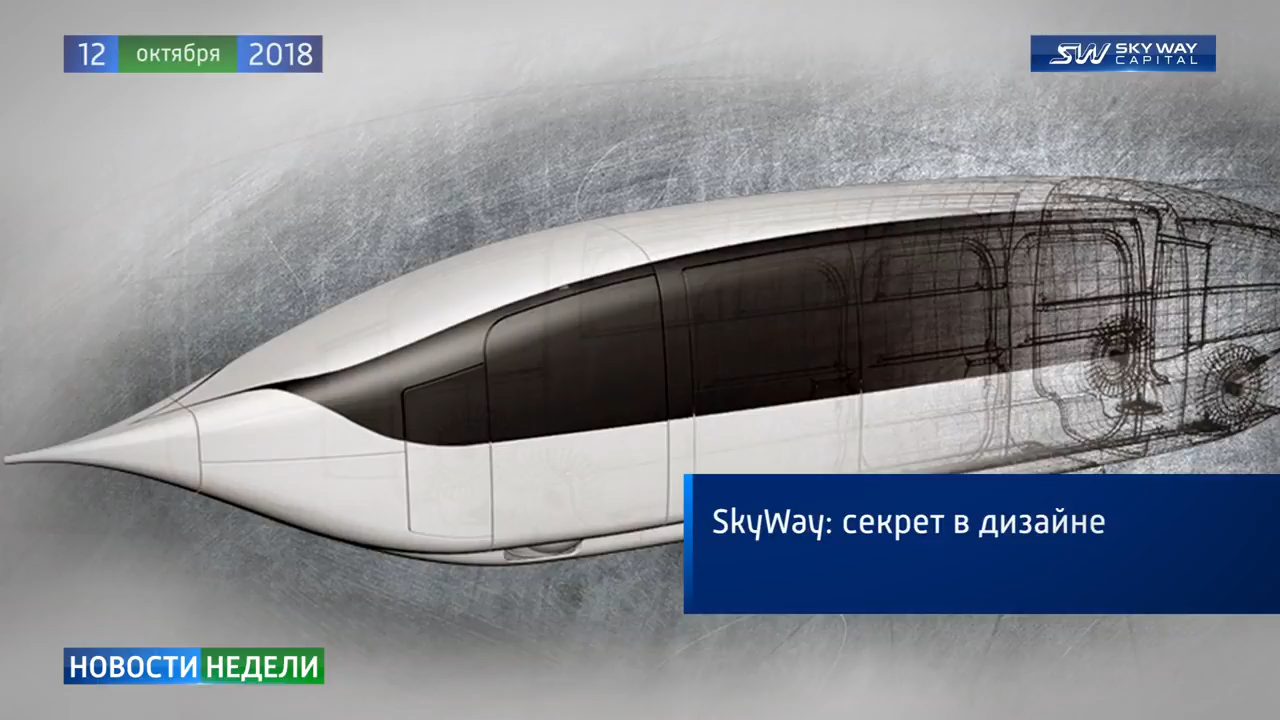 12 октября 2018
SW SKY WAY
CAPITAL
SkyWay: секрет в дизайне
НОВОСТИ НЕДЕЛИ